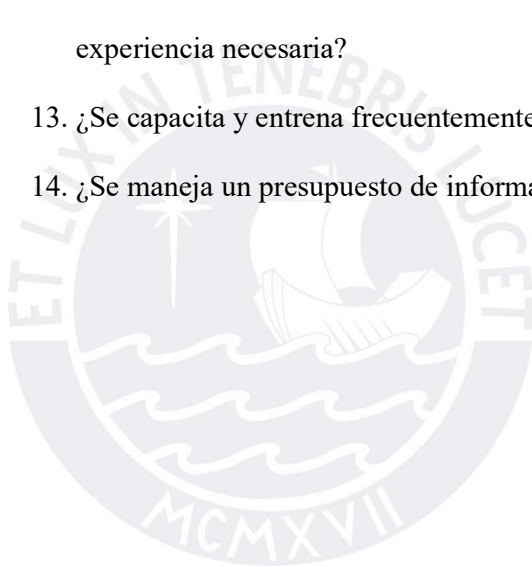 experiencia necesaria?
13. ¿Se capacita y entrena frecuentemente
14. ¿Se maneja un presupuesto de informa
ET LUX IN TENEBRIS LUCET
MCMXVII